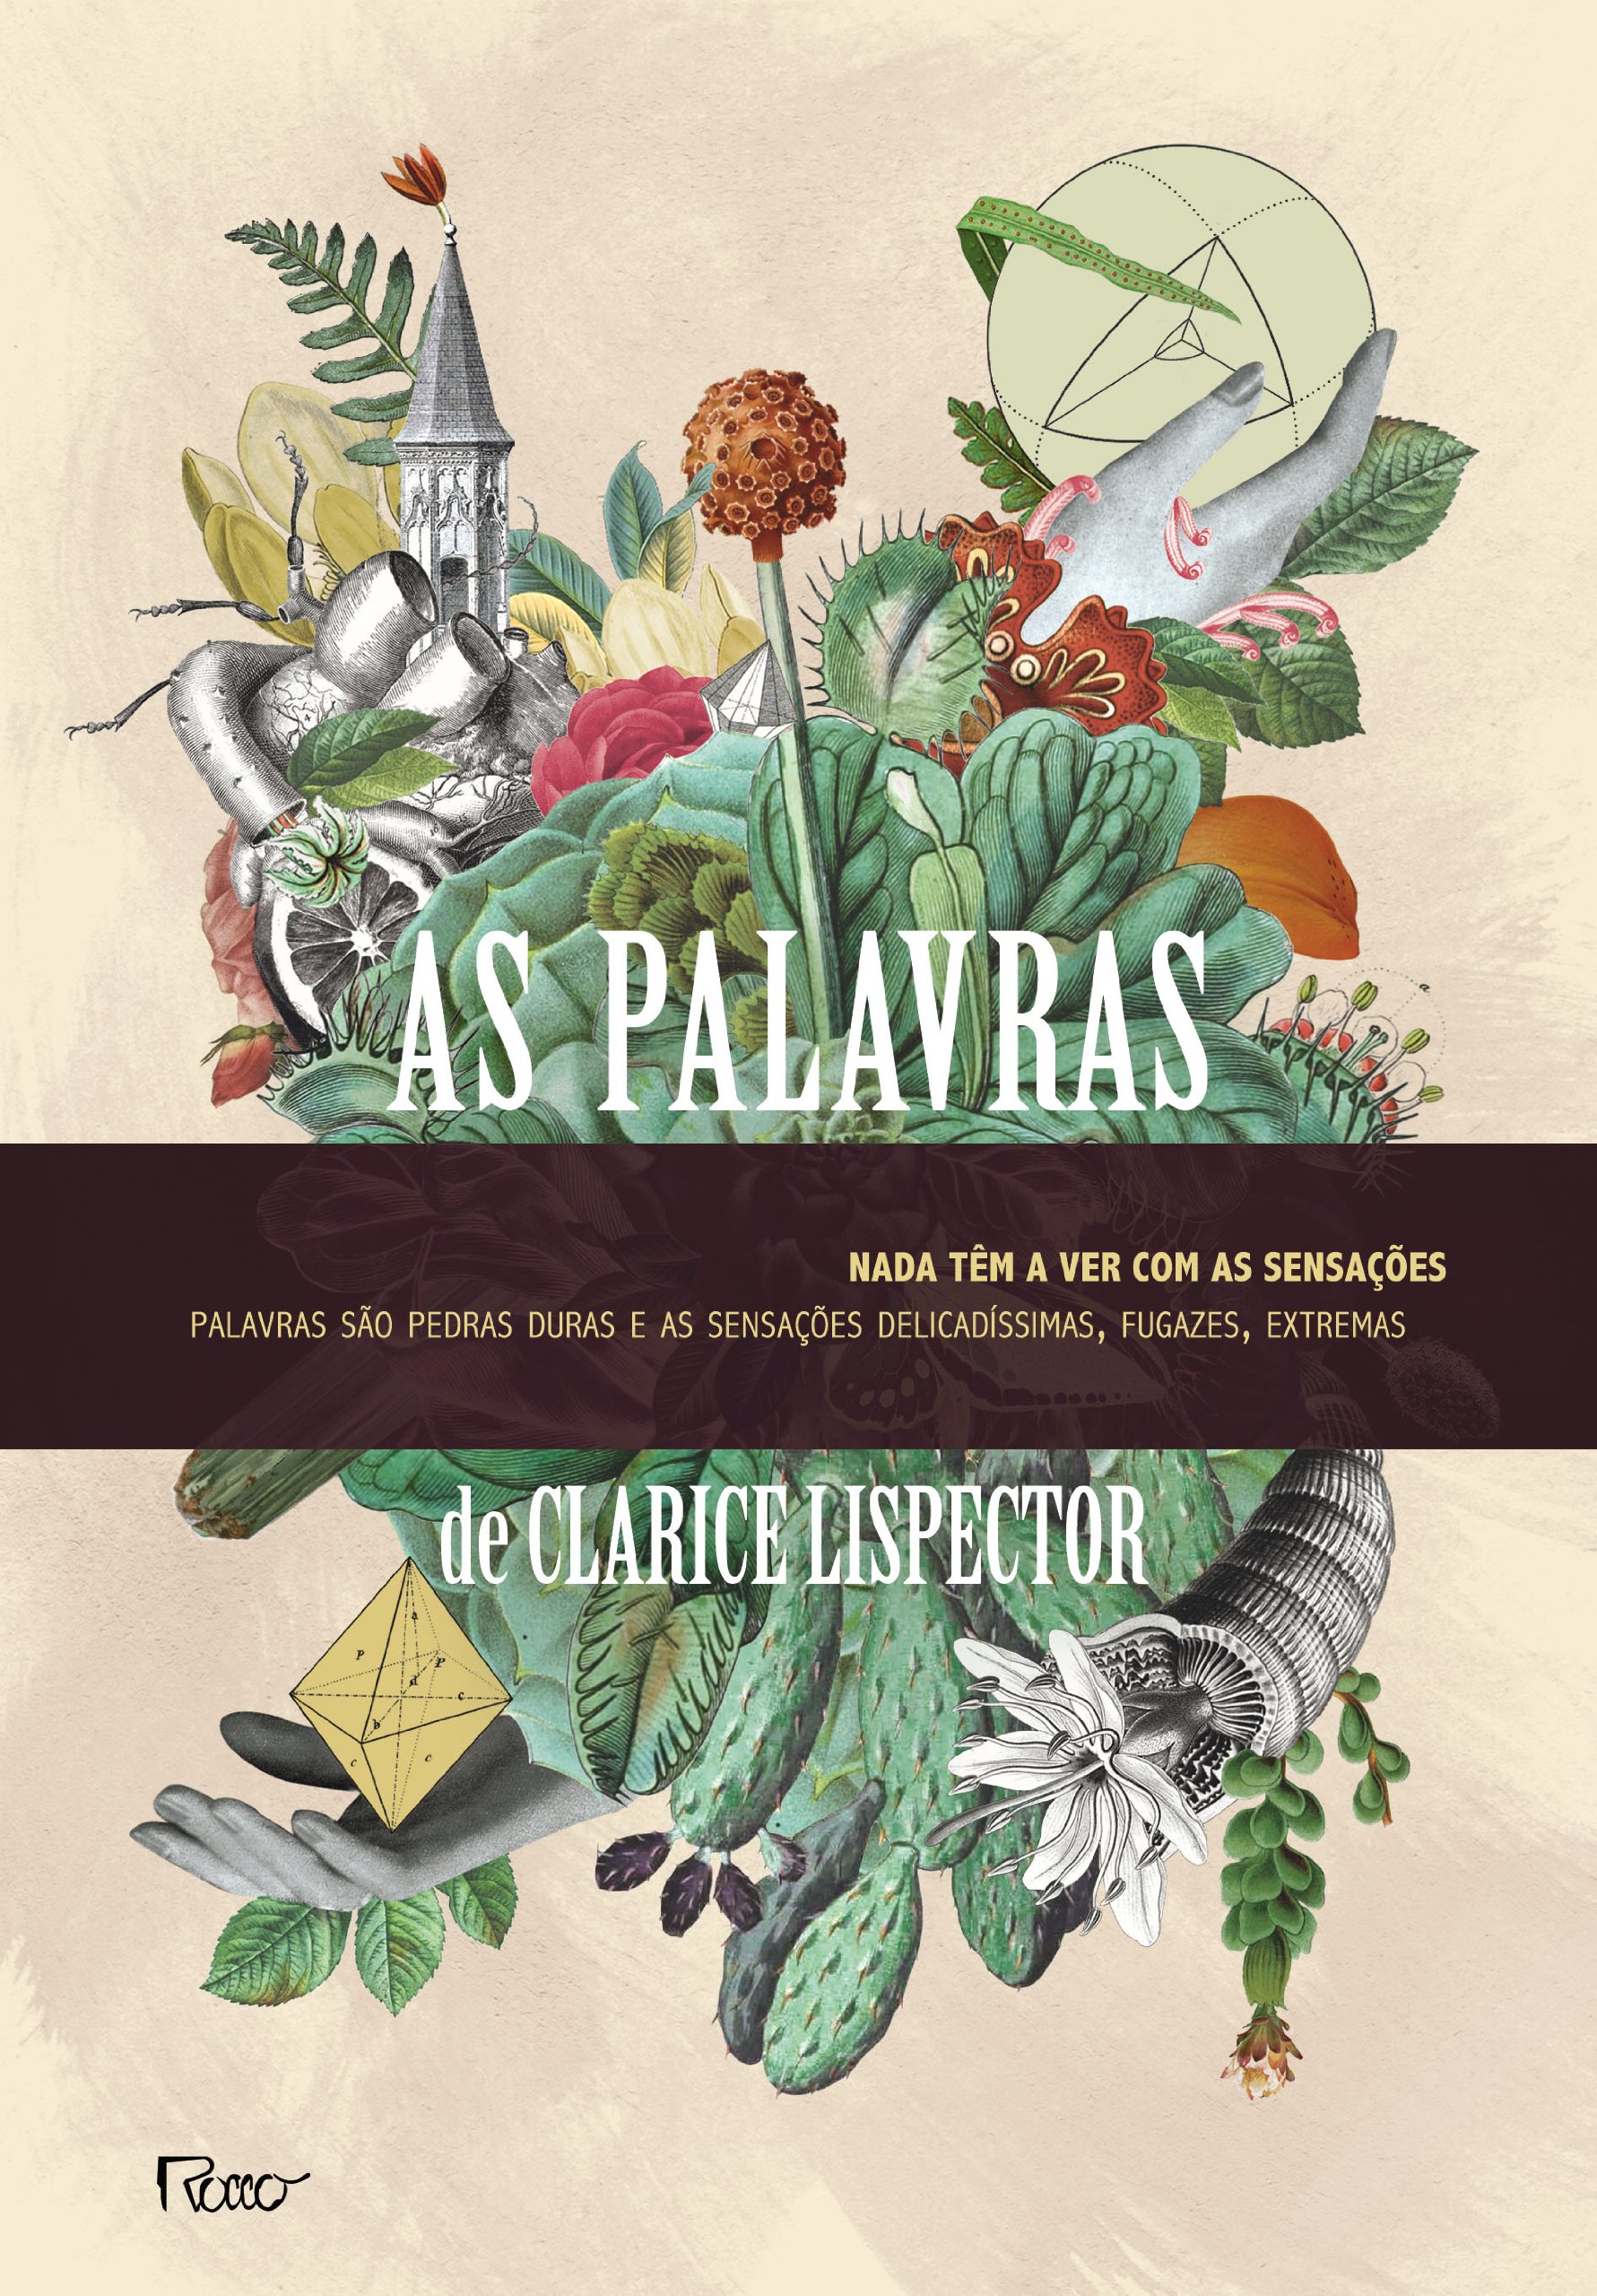 AS PALAVRAS
NADA TÊM A VER COM AS SENSAÇÕES
PALAVRAS SÃO PEDRAS DURAS E AS SENSAÇÕES DELICADÍSSIMAS, FUGAZES, EXTREMAS
de CLARICE LISPECTOR
Rocco